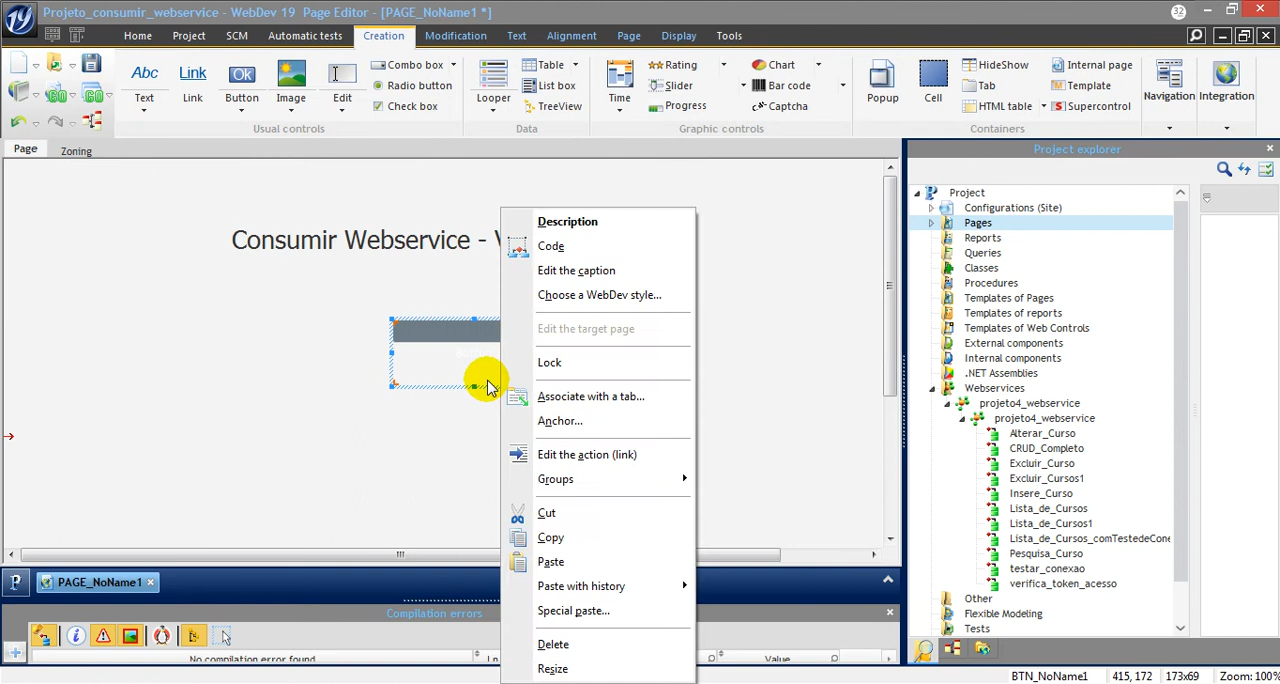 Projeto_consumir_webservice - WebDev 19  Page Editor - [PAGE_NoName1 *]
32
19
Home Project SCM Automatic tests Creation Modification Text Alignment Page Display Tools
Abc Link Ok
Text Link Button Image Edit
Combo box
Radio button
Check box
Usual controls
Looper
Table
List box
TreeView
Data
Time
Rating
Slider
Progress
Chart
Bar code
Captcha
Graphic controls
Popup Cell
HideShow
Tab
HTML table
Internal page
Template
Supercontrol
Containers
Navigation Integration
Page Zoning
Consumir Webservice -
Description
Code
Edit the caption
Choose a WebDev style...
Edit the target page
Lock
Associate with a tab...
Anchor...
Edit the action (link)
Groups
Cut
Copy
Paste
Paste with history
Special paste...
Delete
Resize
Project explorer
Project
Configurations (Site)
Pages
Reports
Queries
Classes
Procedures
Templates of Pages
Templates of reports
Templates of Web Controls
External components
Internal components
.NET Assemblies
Webservices
projeto4_webservice
projeto4_webservice
Alterar_Curso
CRUD_Completo
Excluir_Curso
Excluir_Curso1
Insere_Curso
Lista_de_Cursos
Lista_de_Cursos1
Lista_de_Cursos_comTestedeCone
Pesquisa_Curso
testar_conexao
verifica_token_acesso
Other
Flexible Modeling
Tests
PAGE_NoName1
Compilation errors
No compilation error found
Ln
Value
BTN_NoName1 415, 172 173x69 Zoom: 100%